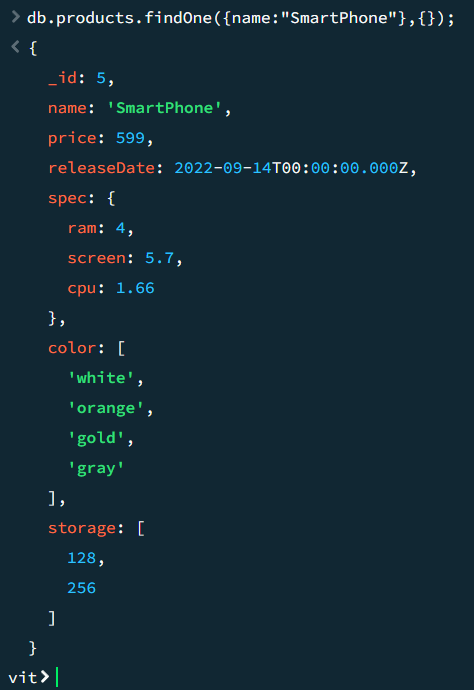 > db.products.findOne({name:"SmartPhone"},{});
< {
    _id: 5,
    name: 'SmartPhone',
    price: 599,
    releaseDate: 2022-09-14T00:00:00.000Z,
    spec: {
      ram: 4,
      screen: 5.7,
      cpu: 1.66
    },
    color: [
      'white',
      'orange',
      'gold',
      'gray'
    ],
    storage: [
      128,
      256
    ]
  }
vit>